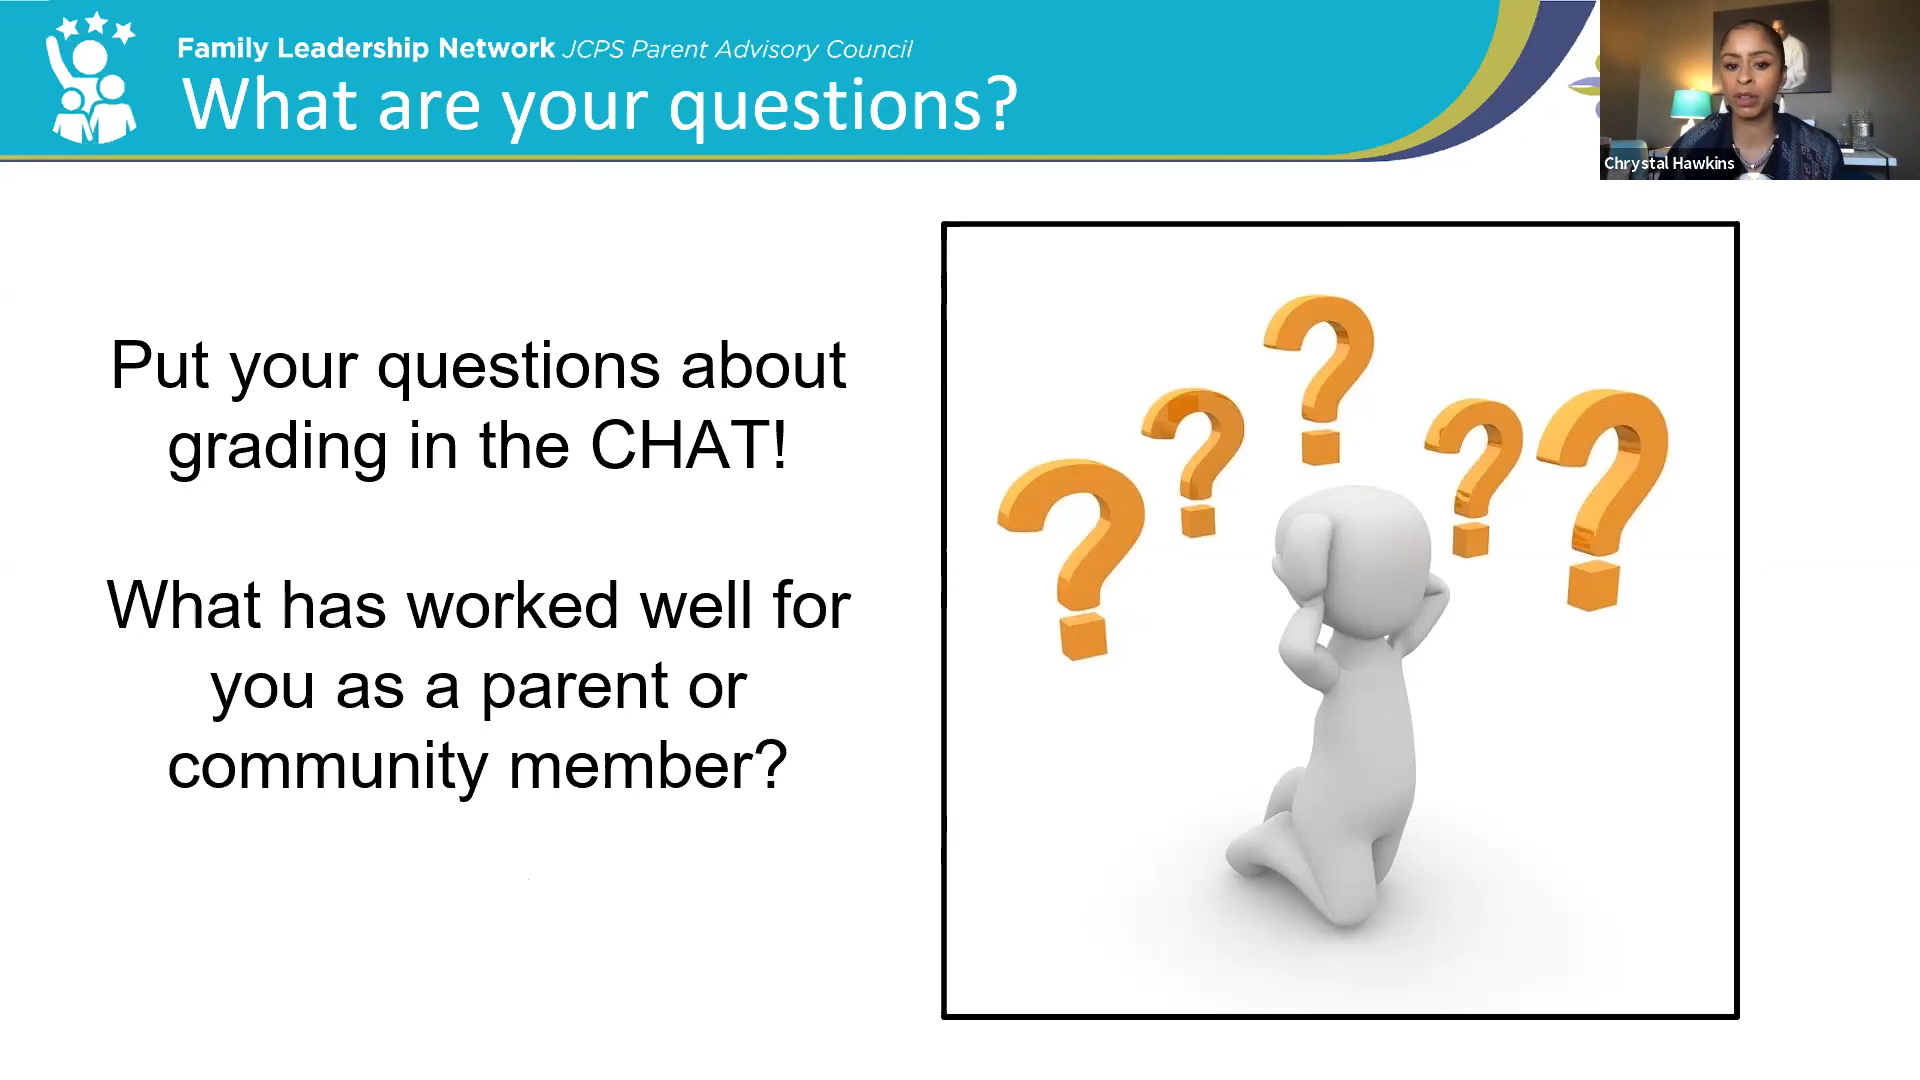 Family Leadership Network JCPS Parent Advisory Council
What are your questions?
Chrystal Hawkins
Put your questions about
grading in the CHAT!
What has worked well for
you as a parent or
community member?